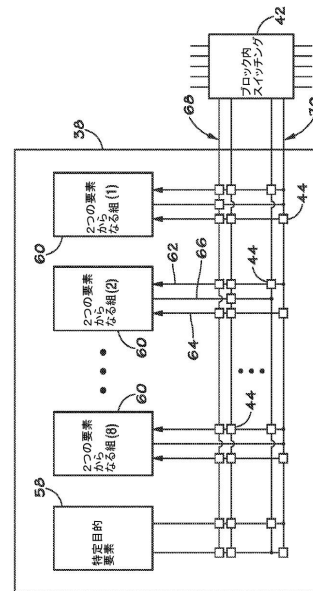 38
58
特定目的
要素
60
2つの要素
から
なる組(8)
60
2つの要素
から
なる組(2)
60
2つの要素
から
なる組(1)
62
66
64
44
44
44
68
42
ブロック内
スイッチング